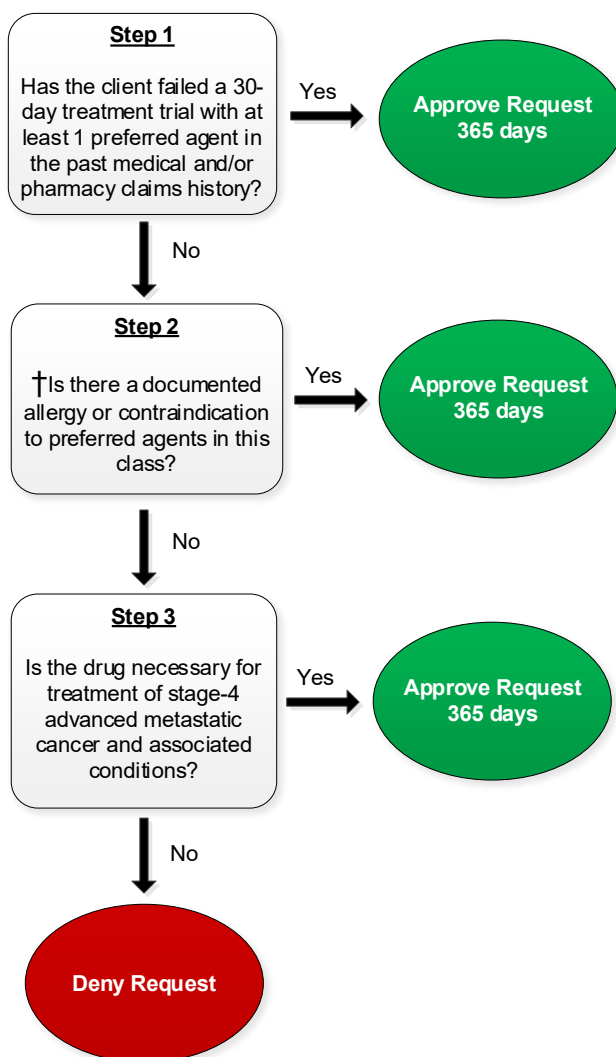 Step 1
Has the client failed a 30-
day treatment trial with at
least 1 preferred agent in
the past medical and/or
pharmacy claims history?
Yes
Approve Request
365 days
No
Step 2
†Is there a documented
allergy or contraindication
to preferred agents in this
class?
Yes
Approve Request
365 days
No
Step 3
Is the drug necessary for
treatment of stage-4
advanced metastatic
cancer and associated
conditions?
Yes
Approve Request
365 days
No
Deny Request